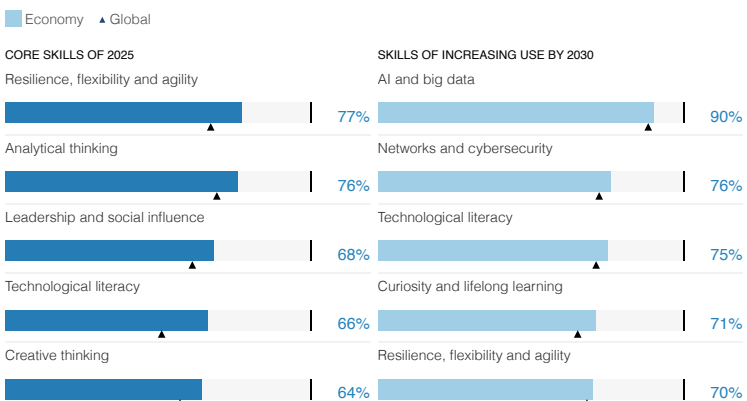 Economy Global
CORE SKILLS OF 2025
Resilience, flexibility and agility
77%
Analytical thinking
76%
Leadership and social influence
68%
Technological literacy
66%
Creative thinking
64%
SKILLS OF INCREASING USE BY 2030
AI and big data
90%
Networks and cybersecurity
76%
Technological literacy
75%
Curiosity and lifelong learning
71%
Resilience, flexibility and agility
70%